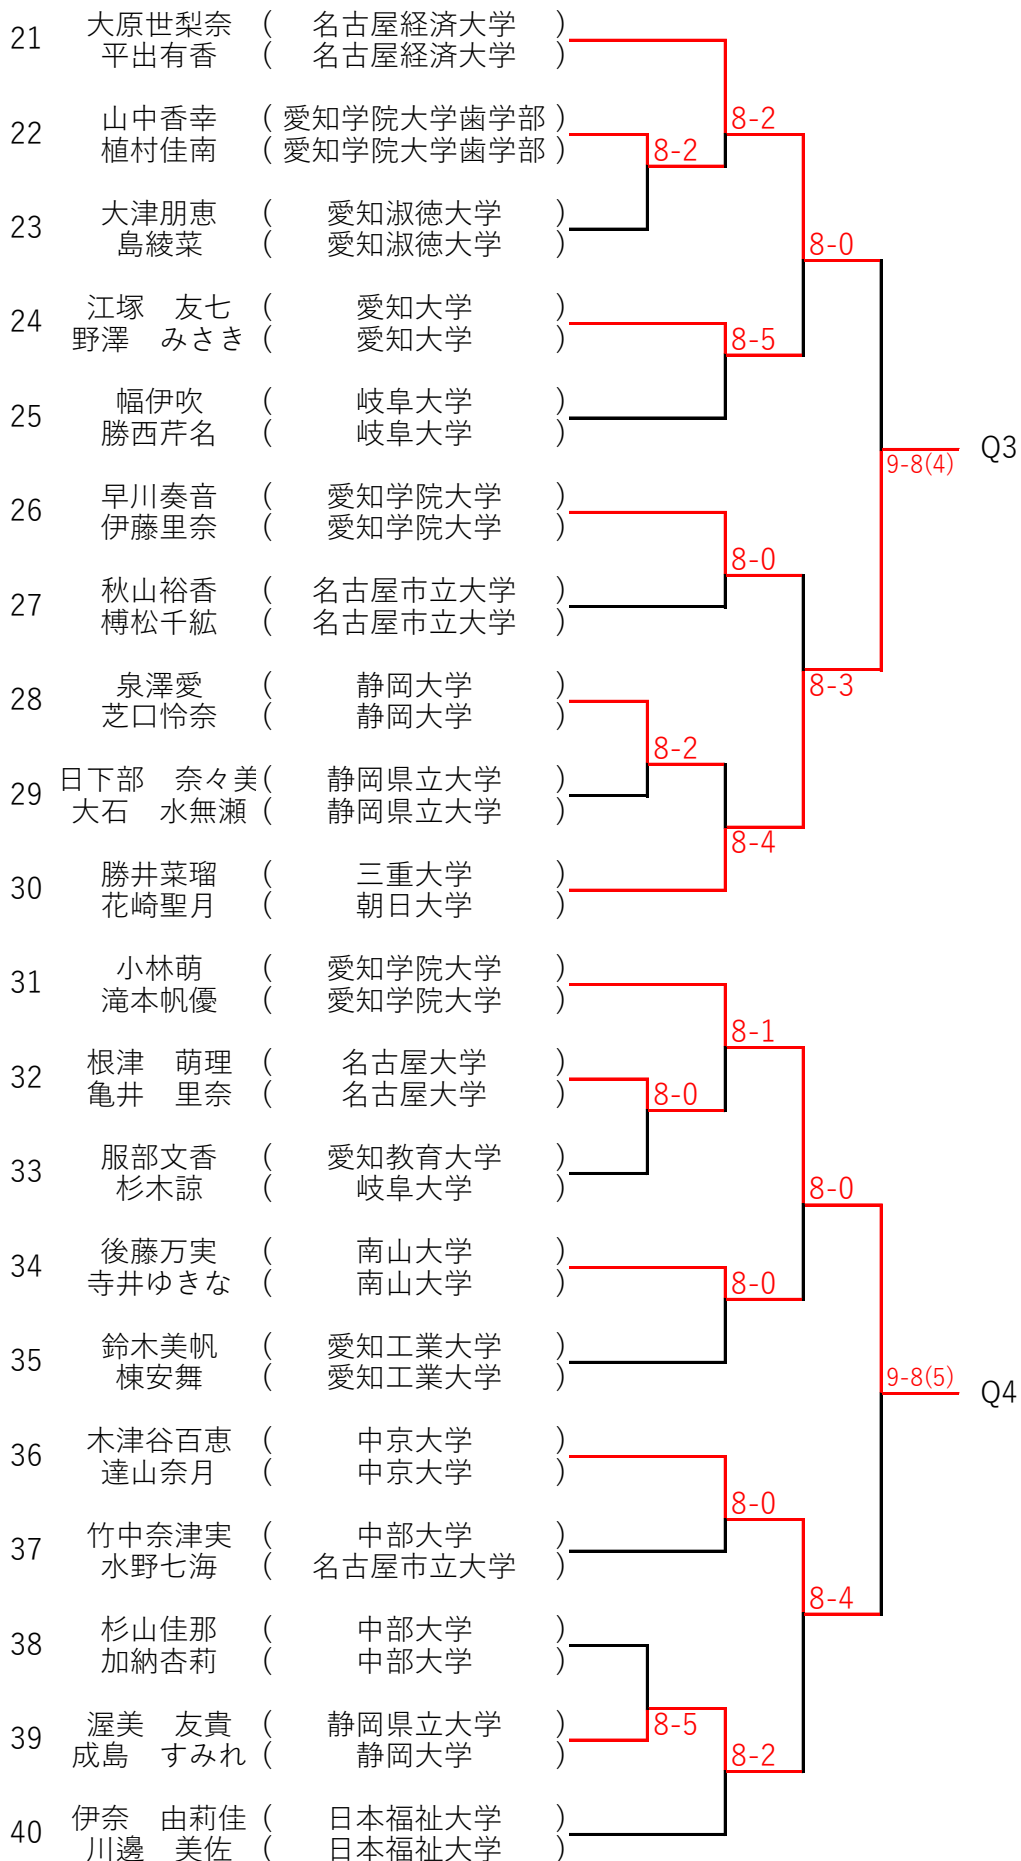 21 大原世梨奈 ( 名古屋経済大学 )
平出有香 ( 名古屋経済大学 )
8-2
22 山中香幸 ( 愛知学院大学歯学部 )
植村佳南 ( 愛知学院大学歯学部 )
8-2
23 大津朋恵 ( 愛知淑徳大学 )
島綾菜 ( 愛知淑徳大学 )
8-0
24 江塚 友七 ( 愛知大学 )
野澤 みさき ( 愛知大学 )
8-5
25 幅伊吹 ( 岐阜大学 )
勝西芹名 ( 岐阜大学 )
Q3
9-8(4)
26 早川奏音 ( 愛知学院大学 )
伊藤里奈 ( 愛知学院大学 )
8-0
27 秋山裕香 ( 名古屋市立大学 )
榑松千紘 ( 名古屋市立大学 )
28 泉澤愛 ( 静岡大学 )
芝口怜奈 ( 静岡大学 )
8-3
8-2
29 日下部 奈々美 ( 静岡県立大学 )
大石 水無瀬 ( 静岡県立大学 )
8-4
30 勝井菜瑠 ( 三重大学 )
花崎聖月 ( 朝日大学 )
31 小林萌 ( 愛知学院大学 )
滝本帆優 ( 愛知学院大学 )
8-1
32 根津 萌理 ( 名古屋大学 )
亀井 里奈 ( 名古屋大学 )
8-0
33 服部文香 ( 愛知教育大学 )
杉木諒 ( 岐阜大学 )
8-0
34 後藤万実 ( 南山大学 )
寺井ゆきな ( 南山大学 )
8-0
35 鈴木美帆 ( 愛知工業大学 )
棟安舞 ( 愛知工業大学 )
9-8(5)
Q4
36 木津谷百恵 ( 中京大学 )
達山奈月 ( 中京大学 )
8-0
37 竹中奈津実 ( 中部大学 )
水野七海 ( 名古屋市立大学 )
8-4
38 杉山佳那 ( 中部大学 )
加納杏莉 ( 中部大学 )
39 渥美 友貴 ( 静岡県立大学 )
成島 すみれ ( 静岡大学 )
8-5
8-2
40 伊奈 由莉佳 ( 日本福祉大学 )
川邊 美佐 ( 日本福祉大学 )